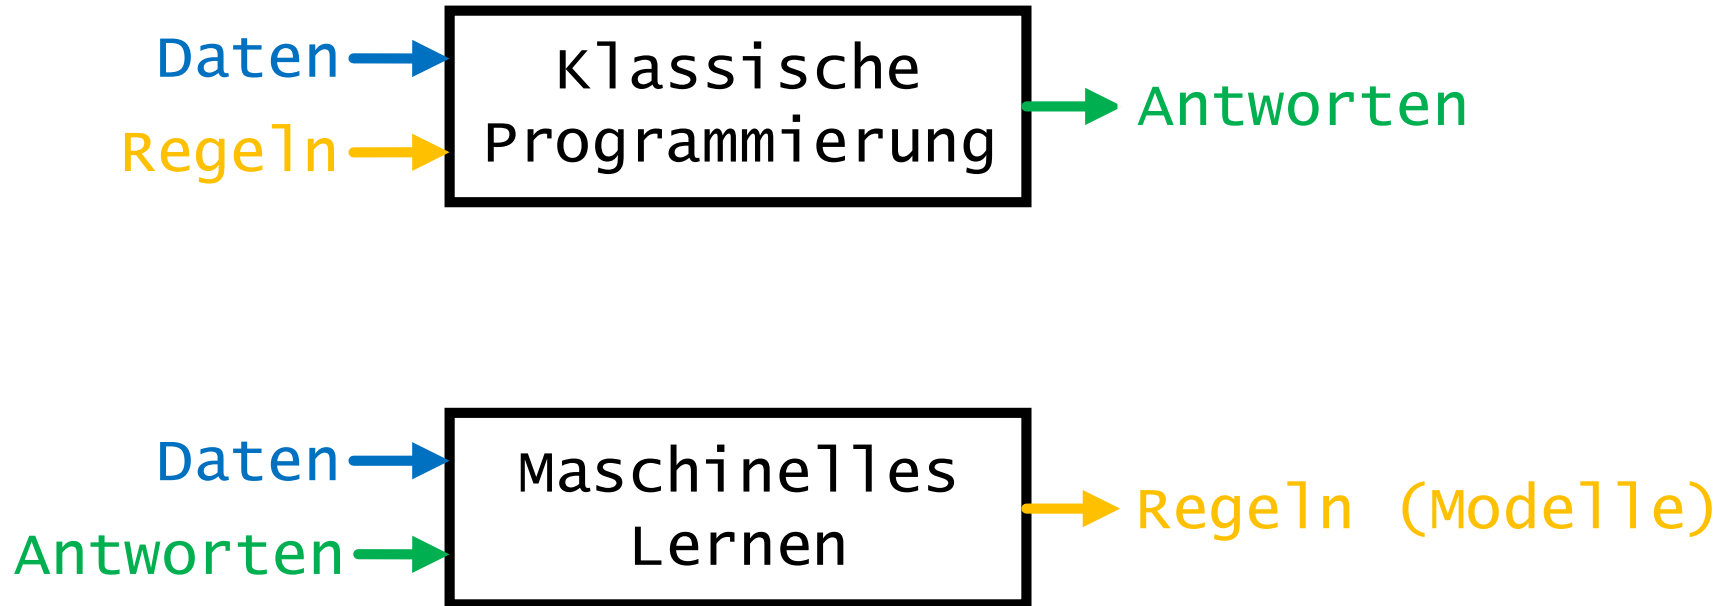 Daten
Regeln
Klassische
Programmierung
Antworten
Daten
Antworten
Maschinelles
Lernen
Regeln (Modelle)